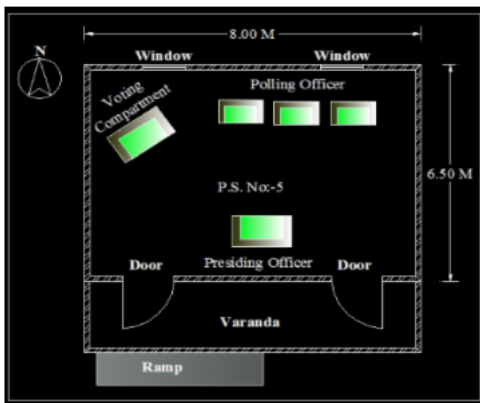 8.00 M
N
Window
Window
Voting
Compartment
Polling Officer
6.50 M
P.S. No:-5
Door
Presiding Officer
Door
Varanda
Ramp